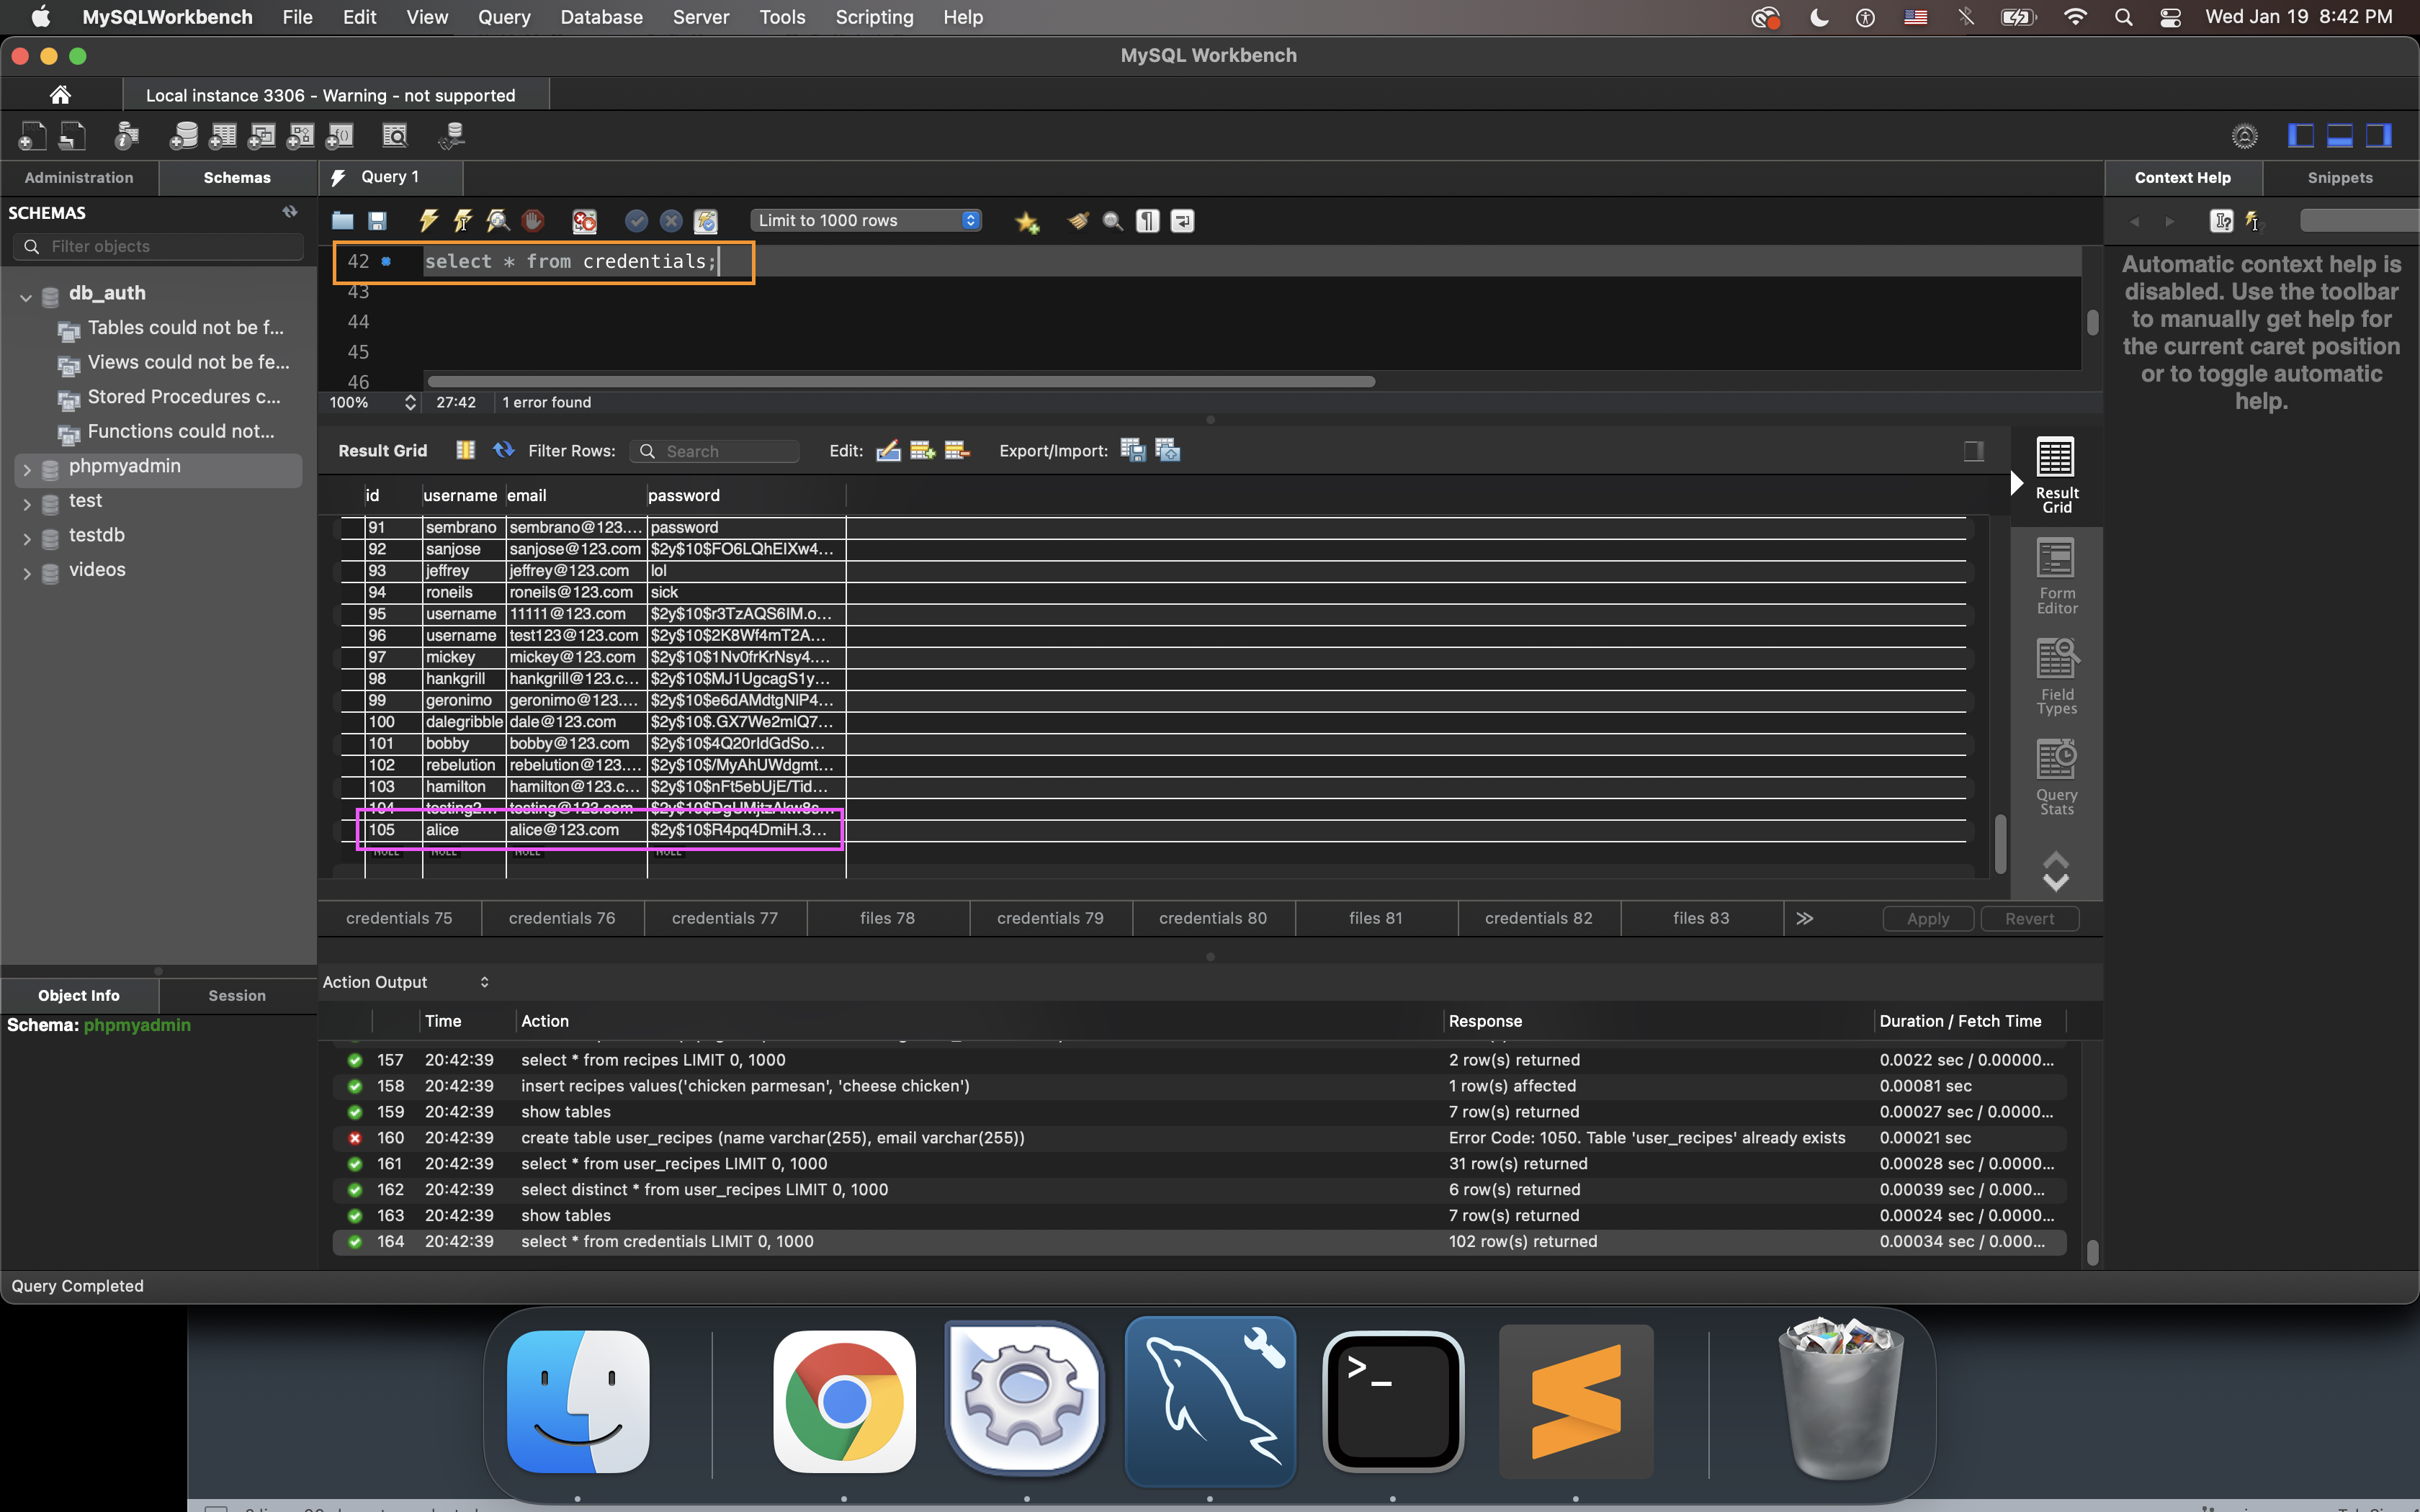 MySQLWorkbench File Edit View Query Database Server Tools Scripting Help Wed Jan 19 8:42 PM
MySQL Workbench
Local instance 3306 - Warning - not supported
Administration Schemas Query 1 Context Help Snippets
SCHEMAS
Limit to 1000 rows
Filter objects
42 select * from credentials;
43
44
45
46
db_auth
Tables could not be f...
Views could not be fe...
Stored Procedures c...
Functions could not...
phpmyadmin
test
testdb
videos
Automatic context help is
disabled. Use the toolbar
to manually get help for
the current caret position
or to toggle automatic
help.
100% 27:42 1 error found
Result Grid Filter Rows: Search Edit: Export/Import:
id username email password
91 sembrano sembrano@123.... password
92 sanjose sanjose@123.com $2y$10$FO6LQhEIXw4...
93 jeffrey jeffrey@123.com lol
94 roneils roneils@123.com sick
95 username 11111@123.com $2y$10$r3TzAQS6IM.o...
96 username test123@123.com $2y$10$2K8Wf4mT2A...
97 mickey mickey@123.com $2y$10$1Nv0frKrNsy4....
98 hankgrill hankgrill@123.c... $2y$10$MJ1UgcagS1y...
99 geronimo geronimo@123.... $2y$10$e6dAMdtgNlP4...
100 dalegribble dale@123.com $2y$10$.GX7We2mlQ7...
101 bobby bobby@123.com $2y$10$4Q20rIdGdSo...
102 rebelution rebelution@123.... $2y$10$/MyAhUWdgmt...
103 hamilton hamilton@123.c... $2y$10$nFt5ebUjE/Tid...
104 testing2... testing@123.com $2y$10$DgUMjtzAkw8s...
105 alice alice@123.com $2y$10$R4pq4DmiH.3...
NULL NULL NULL NULL
Result
Grid
Form
Editor
Field
Types
Query
Stats
credentials 75 credentials 76 credentials 77 files 78 credentials 79 credentials 80 files 81 credentials 82 files 83 Apply Revert
Object Info Session
Schema: phpmyadmin
Action Output
Time Action Response Duration / Fetch Time
157 20:42:39 select * from recipes LIMIT 0, 1000 2 row(s) returned 0.0022 sec / 0.00000...
158 20:42:39 insert recipes values('chicken parmesan', 'cheese chicken') 1 row(s) affected 0.00081 sec
159 20:42:39 show tables 7 row(s) returned 0.00027 sec / 0.0000...
160 20:42:39 create table user_recipes (name varchar(255), email varchar(255)) Error Code: 1050. Table 'user_recipes' already exists 0.00021 sec
161 20:42:39 select * from user_recipes LIMIT 0, 1000 31 row(s) returned 0.00028 sec / 0.0000...
162 20:42:39 select distinct * from user_recipes LIMIT 0, 1000 6 row(s) returned 0.00039 sec / 0.000...
163 20:42:39 show tables 7 row(s) returned 0.00024 sec / 0.0000...
164 20:42:39 select * from credentials LIMIT 0, 1000 102 row(s) returned 0.00034 sec / 0.000...
Query Completed